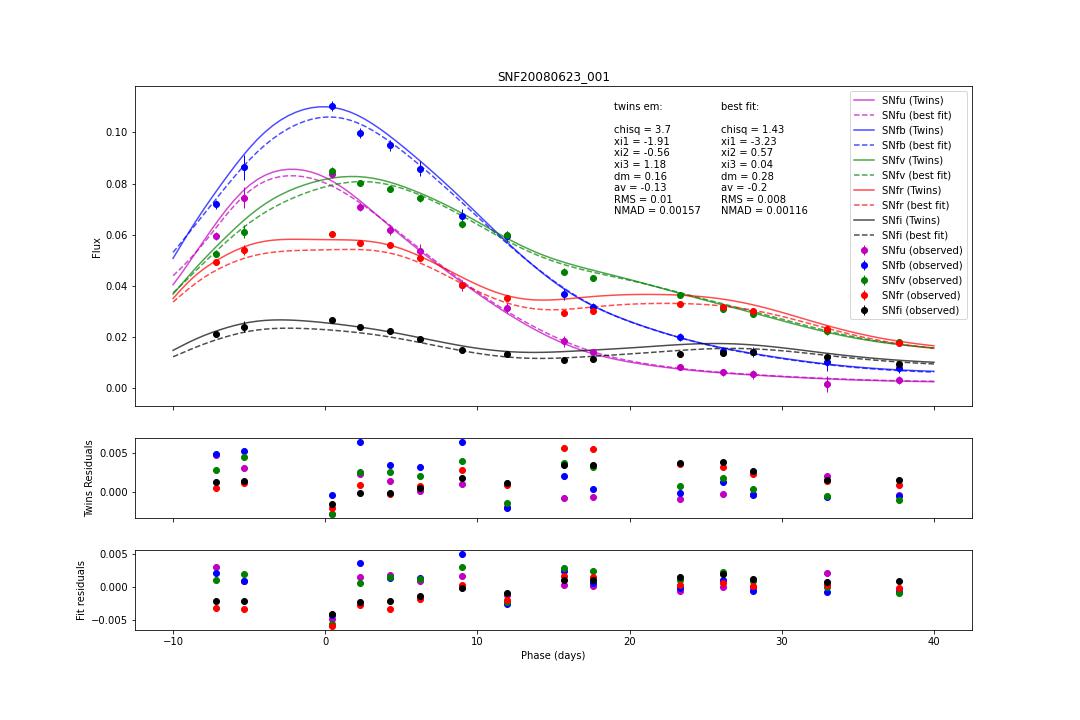 SNF20080623_001
Flux
0.10
0.08
0.06
0.04
0.02
0.00
twins em:
chisq = 3.7
xi1 = -1.91
xi2 = -0.56
xi3 = 1.18
dm = 0.16
av = -0.13
RMS = 0.01
NMAD = 0.00157
best fit:
chisq = 1.43
xi1 = -3.23
xi2 = 0.57
xi3 = 0.04
dm = 0.28
av = -0.2
RMS = 0.008
NMAD = 0.00116
SNfu (Twins)
SNfu (best fit)
SNfb (Twins)
SNfb (best fit)
SNfv (Twins)
SNfv (best fit)
SNfr (Twins)
SNfr (best fit)
SNfi (Twins)
SNfi (best fit)
SNfu (observed)
SNfb (observed)
SNfv (observed)
SNfr (observed)
SNfi (observed)
Twins Residuals
0.005
0.000
Fit residuals
0.005
0.000
−0.005
−10
0
10
20
30
40
Phase (days)